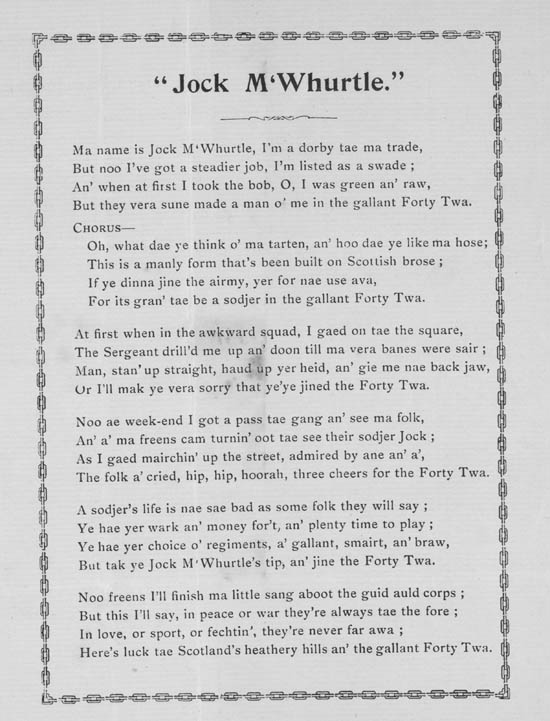 "Jock M'Whurtle."
Ma name is Jock M'Whurtle, I'm a dorby tae ma trade,
But noo I've got a steadier job, I'm listed as a swade ;
An' when at first I took the bob, O, I was green an' raw,
But they vera sune made a man o' me in the gallant Forty Twa.
CHORUS—
Oh, what dae ye think o' ma tarten, an' hoo dae ye like ma hose;
This is a manly form that's been built on Scottish brose ;
If ye dinna jine the airmy, yer for nae use ava,
For its gran' tae be a sodjer in the gallant Forty Twa.
At first when in the awkward squad, I gaed on tae the square,
The Sergeant drill'd me up an' doon till ma vera banes were sair ;
Man, stan' up straight, haud up yer heid, an' gie me nae back jaw,
Or I'll mak ye vera sorry that ye'ye jined the Forty Twa.
Noo ae week-end I got a pass tae gang an' see ma folk,
An' a' ma freens cam turnin' oot tae see their sodjer Jock ;
As I gaed mairchin' up the street, admired by ane an' a',
The folk a' cried, hip, hip, hoorah, three cheers for the Forty Twa.
A sodjer's life is nae sae bad as some folk they will say ;
Ye hae yer wark an' money for't, an' plenty time to play ;
Ye hae yer choice o' regiments, a' gallant, smairt, an' braw,
But tak ye Jock M'Whurtle's tip, an' jine the Forty Twa.
Noo freens I'll finish ma little sang aboot the guid auld corps ;
But this I'll say, in peace or war they're always tae the fore ;
In love, or sport, or fechtin', they're never far awa ;
Here's luck tae Scotland's heathery hills an' the gallant Forty Twa.